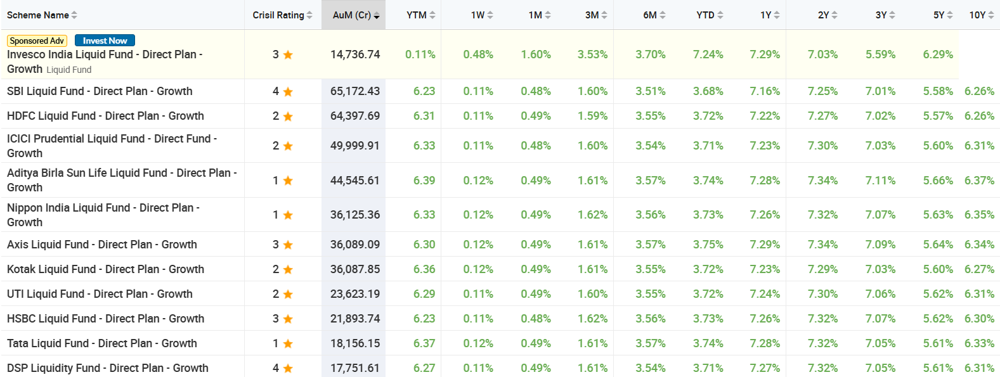 Scheme Name Crisil Rating AuM (Cr) YTM 1W 1M 3M 6M YTD 1Y 2Y 3Y 5Y 10Y
Sponsored Adv Invest Now
Invesco India Liquid Fund - Direct Plan - 3 14,736.74 0.11% 0.48% 1.60% 3.53% 3.70% 7.24% 7.29% 7.03% 5.59% 6.29%
Growth Liquid Fund
SBI Liquid Fund - Direct Plan - Growth 4 65,172.43 6.23 0.11% 0.48% 1.60% 3.51% 3.68% 7.16% 7.25% 7.01% 5.58% 6.26%
HDFC Liquid Fund - Direct Plan - Growth 2 64,397.69 6.31 0.11% 0.49% 1.59% 3.55% 3.72% 7.22% 7.27% 7.02% 5.57% 6.26%
ICICI Prudential Liquid Fund - Direct Fund -
Growth 2 49,999.91 6.33 0.11% 0.48% 1.60% 3.54% 3.71% 7.23% 7.30% 7.03% 5.60% 6.31%
Aditya Birla Sun Life Liquid Fund - Direct Plan -
Growth 1 44,545.61 6.39 0.12% 0.49% 1.61% 3.57% 3.74% 7.28% 7.34% 7.11% 5.66% 6.37%
Nippon India Liquid Fund - Direct Plan -
Growth 1 36,125.36 6.33 0.12% 0.49% 1.62% 3.56% 3.73% 7.26% 7.32% 7.07% 5.63% 6.35%
Axis Liquid Fund - Direct Plan - Growth 3 36,089.09 6.30 0.12% 0.49% 1.61% 3.57% 3.75% 7.29% 7.34% 7.09% 5.64% 6.34%
Kotak Liquid Fund - Direct Plan - Growth 2 36,087.85 6.36 0.12% 0.49% 1.61% 3.55% 3.72% 7.23% 7.29% 7.03% 5.60% 6.27%
UTI Liquid Fund - Direct Plan - Growth 2 23,623.19 6.29 0.11% 0.49% 1.60% 3.55% 3.72% 7.24% 7.30% 7.06% 5.62% 6.31%
HSBC Liquid Fund - Direct Plan - Growth 3 21,893.74 6.23 0.11% 0.48% 1.62% 3.56% 3.73% 7.26% 7.32% 7.07% 5.62% 6.30%
Tata Liquid Fund - Direct Plan - Growth 1 18,156.15 6.37 0.12% 0.49% 1.61% 3.57% 3.74% 7.28% 7.32% 7.05% 5.61% 6.33%
DSP Liquidity Fund - Direct Plan - Growth 4 17,751.61 6.27 0.11% 0.49% 1.61% 3.54% 3.71% 7.27% 7.32% 7.05% 5.61% 6.31%